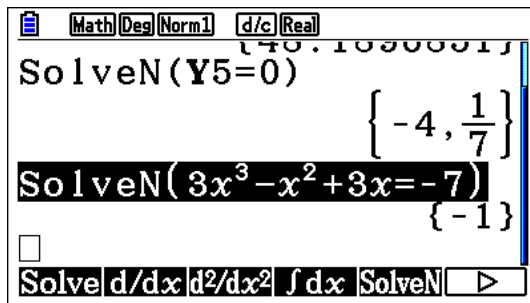 Math Deg Norm1 d/c Real
SolveN(Y5=0)
{-4, 1/7}
SolveN(3x³-x²+3x=-7)
{-1}
Solve d/dx d²/dx² ∫dx SolveN ▷